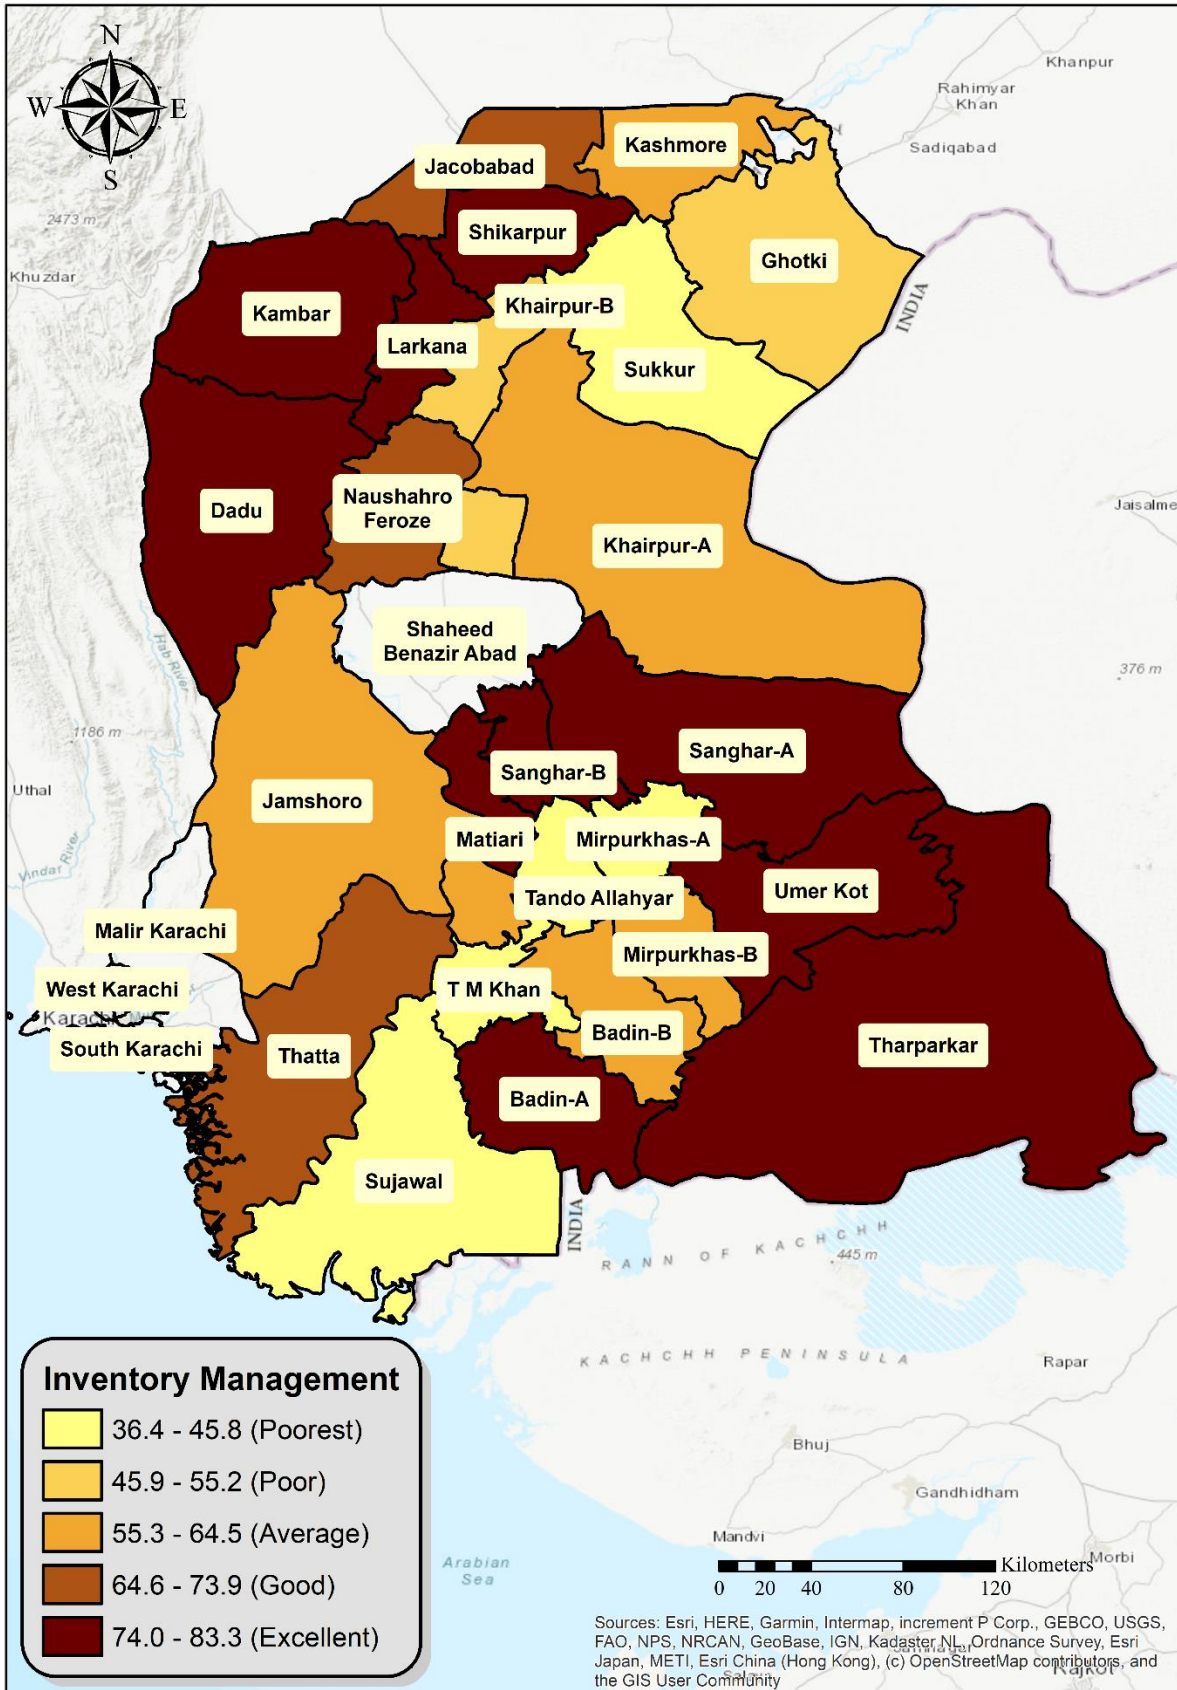 N
W
E
S
Khanpur
Rahimyar
Khan
Sadiqabad
Kashmore
Jacobabad
2473 m
Shikarpur
Ghotki
Khuzdar
INDIA
Khairpur-B
Kambar
Larkana
Sukkur
Naushahro
Feroze
Dadu
Jaisalme
Khairpur-A
Shaheed
Benazir Abad
Hab River
376 m
1186 m
Sanghar-A
Sanghar-B
Uthal
Jamshoro
Matiari
Mirpurkhas-A
Vindar River
Tando Allahyar
Umer Kot
Malir Karachi
Mirpurkhas-B
West Karachi
T M Khan
Karachi
South Karachi
Thatta
Badin-B
Tharparkar
Badin-A
Sujawal
INDIA
RANN OF KACHCHH
445 m
KACHCHH PENINSULA
Rapar
Inventory Management
36.4 - 45.8 (Poorest)
45.9 - 55.2 (Poor)
55.3 - 64.5 (Average)
64.6 - 73.9 (Good)
74.0 - 83.3 (Excellent)
Bhuj
Gandhidham
Mandvi
Morbi
Arabian
Sea
Kilometers
0 20 40 80 120
Sources: Esri, HERE, Garmin, Intermap, increment P Corp., GEBCO, USGS,
FAO, NPS, NRCAN, GeoBase, IGN, Kadaster NL, Ordnance Survey, Esri
Japan, METI, Esri China (Hong Kong), (c) OpenStreetMap contributors, and
the GIS User Community
Rajkot